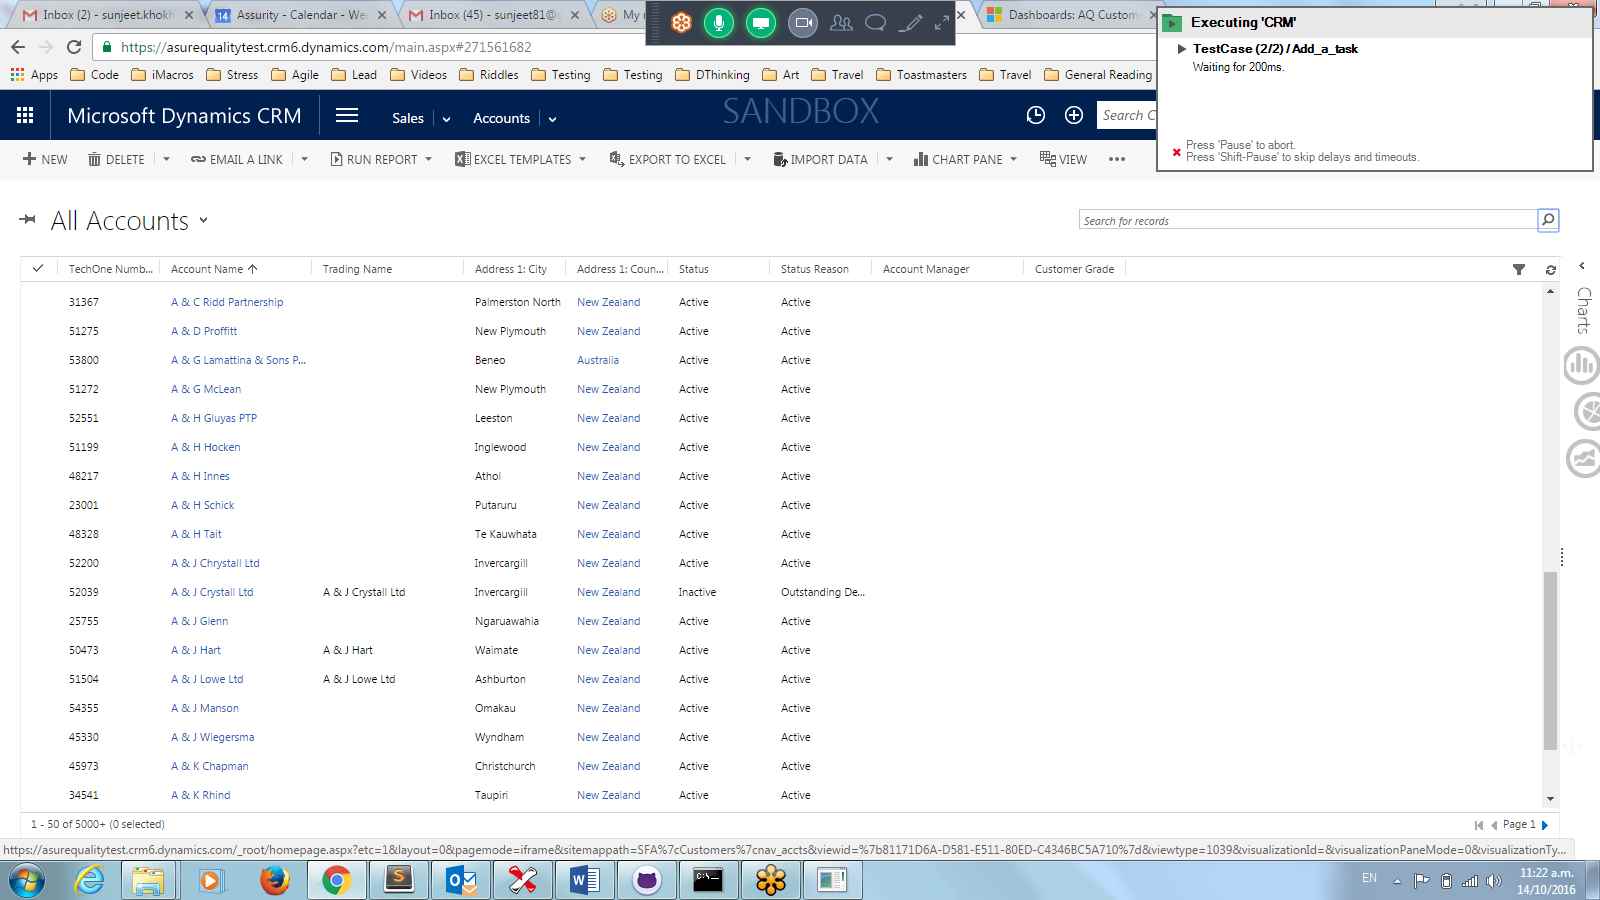 Inbox (2) - sunjeet.khokh
Assurity - Calendar - We
Inbox (45) - sunjeet81@
My
Dashboards: AQ Custom
https://asurequalitytest.crm6.dynamics.com/main.aspx#271561682
Apps Code iMacros Stress Agile Lead Videos Riddles Testing Testing DThinking Art Travel Toastmasters Travel General Reading
Executing 'CRM'
TestCase (2/2) / Add_a_task
Waiting for 200ms.
Press 'Pause' to abort.
Press 'Shift-Pause' to skip delays and timeouts.
Microsoft Dynamics CRM Sales Accounts SANDBOX Search C
NEW DELETE EMAIL A LINK RUN REPORT EXCEL TEMPLATES EXPORT TO EXCEL IMPORT DATA CHART PANE VIEW
All Accounts
Search for records
TechOne Numb... Account Name Trading Name Address 1: City Address 1: Coun... Status Status Reason Account Manager Customer Grade
Charts
31367 A & C Ridd Partnership Palmerston North New Zealand Active Active
51275 A & D Proffitt New Plymouth New Zealand Active Active
53800 A & G Lamattina & Sons P... Beneo Australia Active Active
51272 A & G McLean New Plymouth New Zealand Active Active
52551 A & H Gluyas PTP Leeston New Zealand Active Active
51199 A & H Hocken Inglewood New Zealand Active Active
48217 A & H Innes Athol New Zealand Active Active
23001 A & H Schick Putaruru New Zealand Active Active
48328 A & H Tait Te Kauwhata New Zealand Active Active
52200 A & J Chrystall Ltd Invercargill New Zealand Active Active
52039 A & J Crystall Ltd A & J Crystall Ltd Invercargill New Zealand Inactive Outstanding De...
25755 A & J Glenn Ngaruawahia New Zealand Active Active
50473 A & J Hart A & J Hart Waimate New Zealand Active Active
51504 A & J Lowe Ltd A & J Lowe Ltd Ashburton New Zealand Active Active
54355 A & J Manson Omakau New Zealand Active Active
45330 A & J Wiegersma Wyndham New Zealand Active Active
45973 A & K Chapman Christchurch New Zealand Active Active
34541 A & K Rhind Taupiri New Zealand Active Active
1 - 50 of 5000+ (0 selected)
Page 1
https://asurequalitytest.crm6.dynamics.com/_root/homepage.aspx?etc=1&layout=0&pagemode=iframe&sitemappath=SFA%7cCustomers%7cnav_accts&viewid=%7b81171D6A-D581-E511-80ED-C4346BC5A710%7d&viewtype=1039&visualizationId=&visualizationPaneMode=0&visualizationTy...
EN
11:22 a.m.
14/10/2016